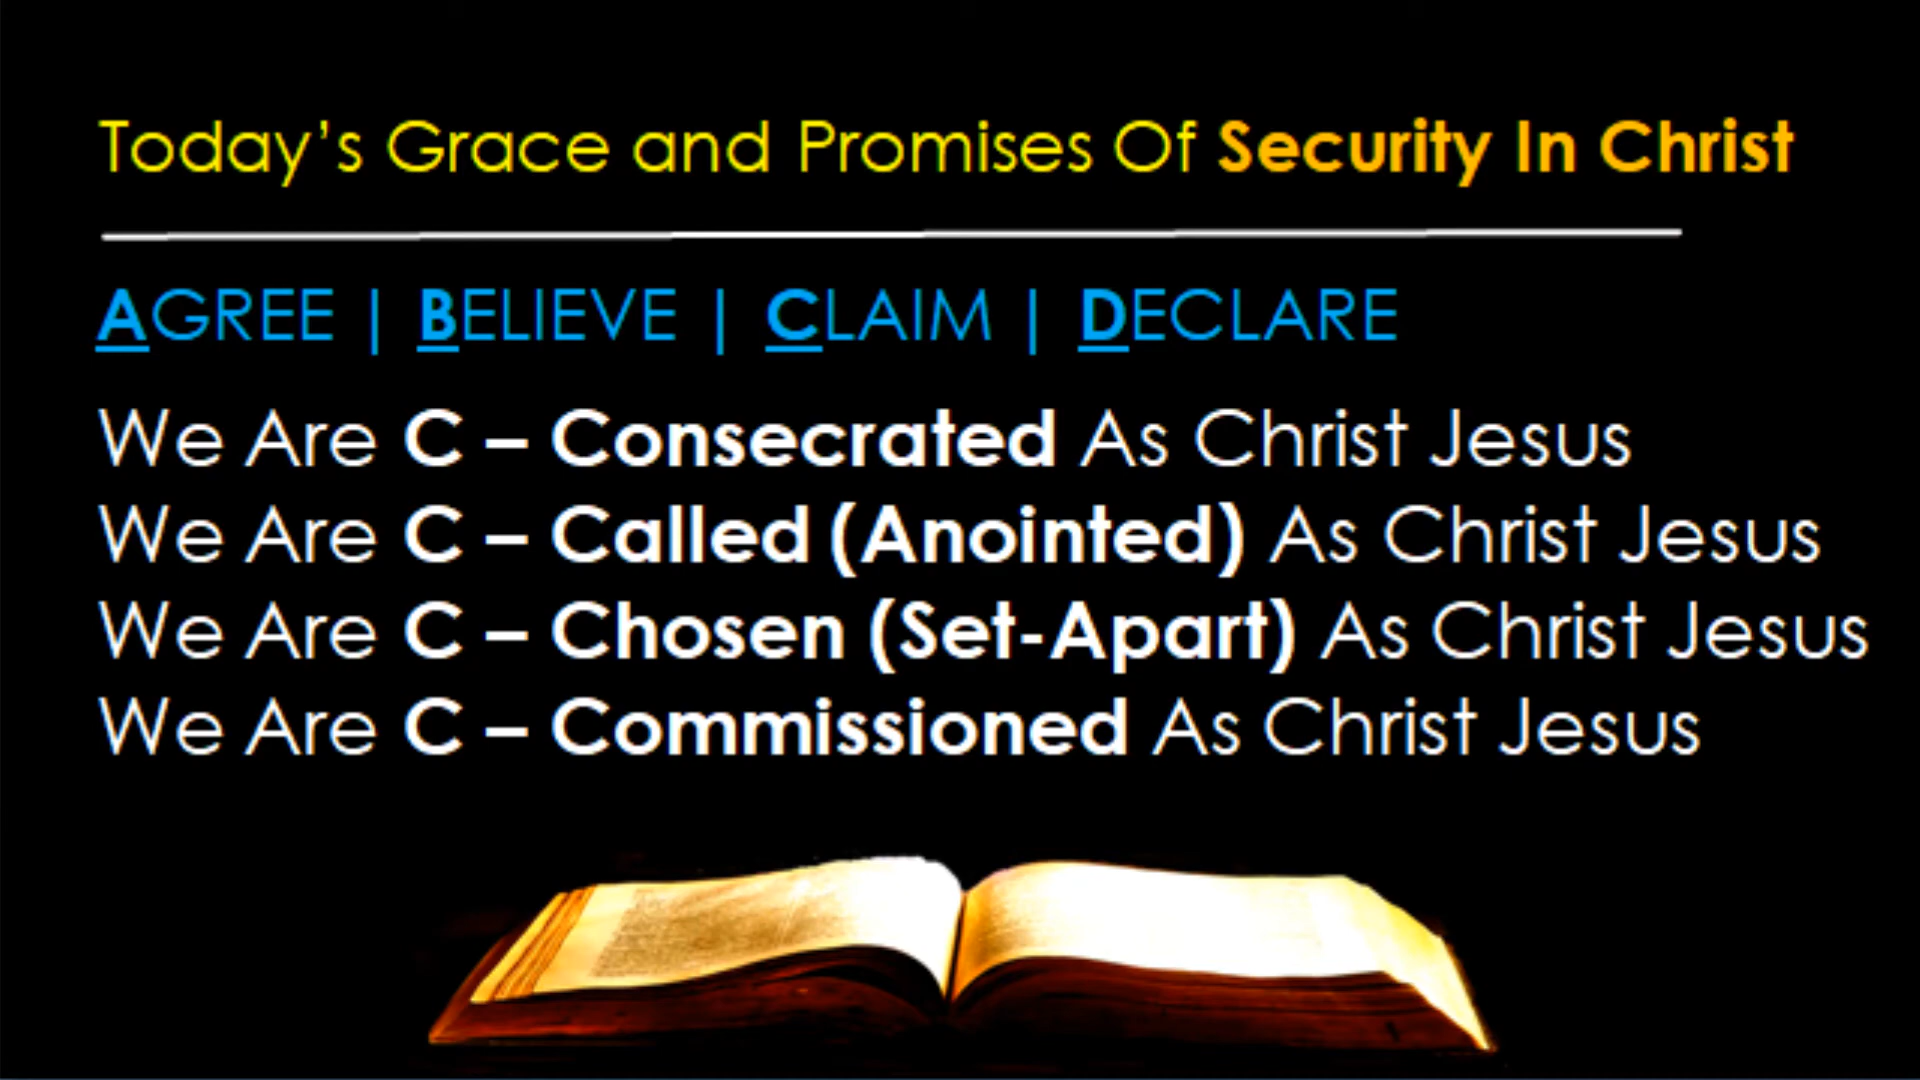 Today’s Grace and Promises Of Security In Christ
AGREE | BELIEVE | CLAIM | DECLARE
We Are C – Consecrated As Christ Jesus
We Are C – Called (Anointed) As Christ Jesus
We Are C – Chosen (Set-Apart) As Christ Jesus
We Are C – Commissioned As Christ Jesus